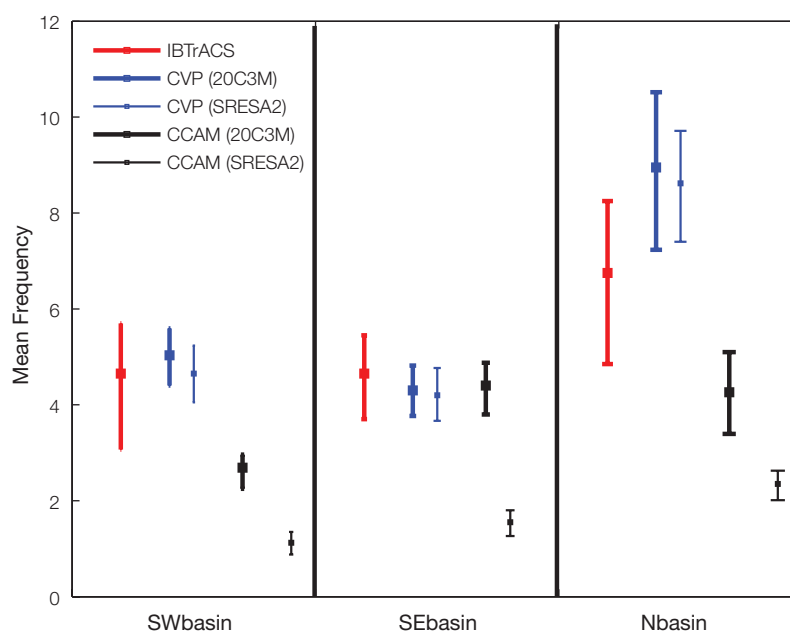 12
10
8
6
4
2
0
Mean Frequency
IBTrACS
CVP (20C3M)
CVP (SRESA2)
CCAM (20C3M)
CCAM (SRESA2)
SWbasin
SEbasin
Nbasin